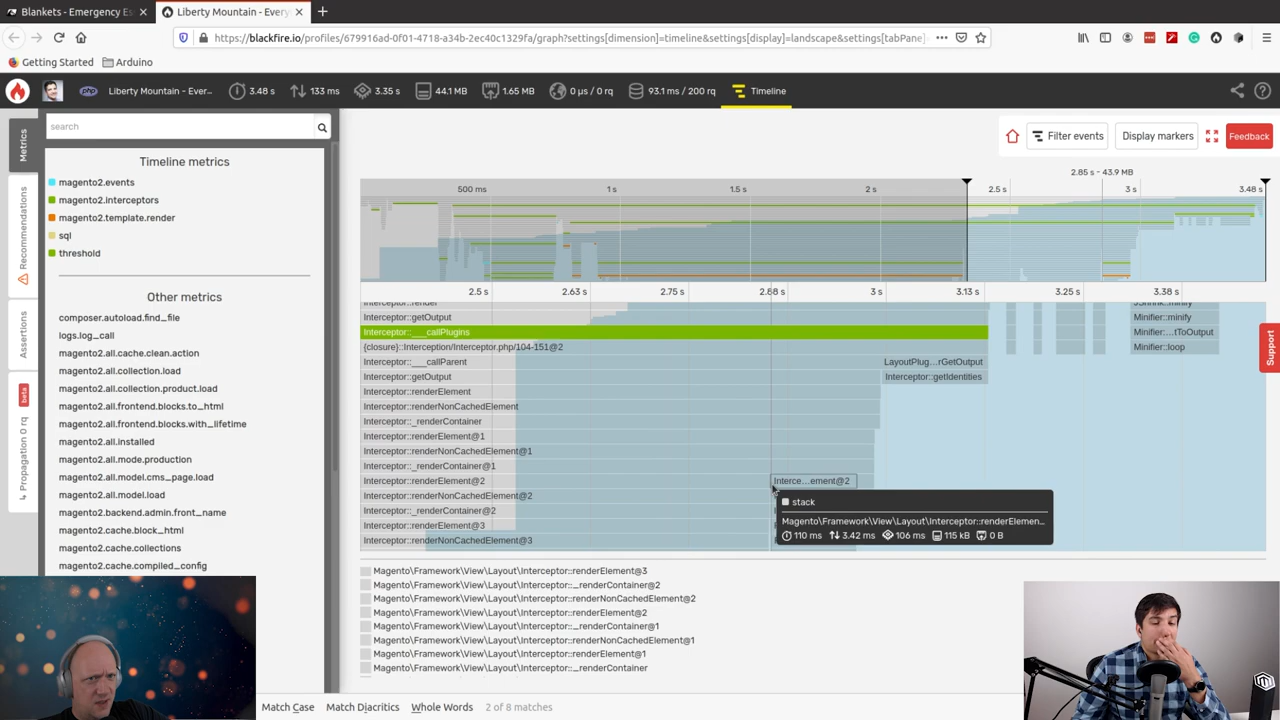 Blankets - Emergency Es
Liberty Mountain - Every
https://blackfire.io/profiles/679916ad-0f01-4718-a34b-2ec40c1329fa/graph?settings[dimension]=timeline&settings[display]=landscape&settings[tabPane]
Getting Started
Arduino
php
Liberty Mountain - Ever...
3.48 s
133 ms
3.35 s
44.1 MB
1.65 MB
0 µs / 0 rq
93.1 ms / 200 rq
Timeline
Metrics
Recommendations
Assertions
Propagation 0 rq
beta
search
Timeline metrics
magento2.events
magento2.interceptors
magento2.template.render
sql
threshold
Other metrics
composer.autoload.find_file
logs.log_call
magento2.all.cache.clean.action
magento2.all.collection.load
magento2.all.collection.product.load
magento2.all.frontend.blocks.to_html
magento2.all.frontend.blocks.with_lifetime
magento2.all.installed
magento2.all.mode.production
magento2.all.model.cms_page.load
magento2.all.model.load
magento2.backend.admin.front_name
magento2.cache.block_html
magento2.cache.collections
magento2.cache.compiled_config
Filter events
Display markers
Feedback
Support
2.85 s - 43.9 MB
500 ms 1 s 1.5 s 2 s 2.5 s 3 s 3.48 s
2.5 s 2.63 s 2.75 s 2.88 s 3 s 3.13 s 3.25 s 3.38 s
Interceptor::render
Interceptor::getOutput
Minifier::minify
Interceptor::___callPlugins
Minifier:...tToOutput
{closure}::Interception/Interceptor.php/104-151@2
Minifier::loop
Interceptor::___callParent
LayoutPlug...rGetOutput
Interceptor::getOutput
Interceptor::getIdentities
Interceptor::renderElement
Interceptor::renderNonCachedElement
Interceptor::_renderContainer
Interceptor::renderElement@1
Interceptor::renderNonCachedElement@1
Interceptor::_renderContainer@1
Interceptor::renderElement@2
Interce...ement@2
Interceptor::renderNonCachedElement@2
Interceptor::_renderContainer@2
Interceptor::renderElement@3
Interceptor::renderNonCachedElement@3
stack
Magento\Framework\View\Layout\Interceptor::renderElemen...
110 ms
3.42 ms
106 ms
115 kB
0 B
Magento\Framework\View\Layout\Interceptor::renderElement@3
Magento\Framework\View\Layout\Interceptor::_renderContainer@2
Magento\Framework\View\Layout\Interceptor::renderNonCachedElement@2
Magento\Framework\View\Layout\Interceptor::renderElement@2
Magento\Framework\View\Layout\Interceptor::_renderContainer@1
Magento\Framework\View\Layout\Interceptor::renderNonCachedElement@1
Magento\Framework\View\Layout\Interceptor::renderElement@1
Magento\Framework\View\Layout\Interceptor::_renderContainer
Match Case
Match Diacritics
Whole Words
2 of 8 matches